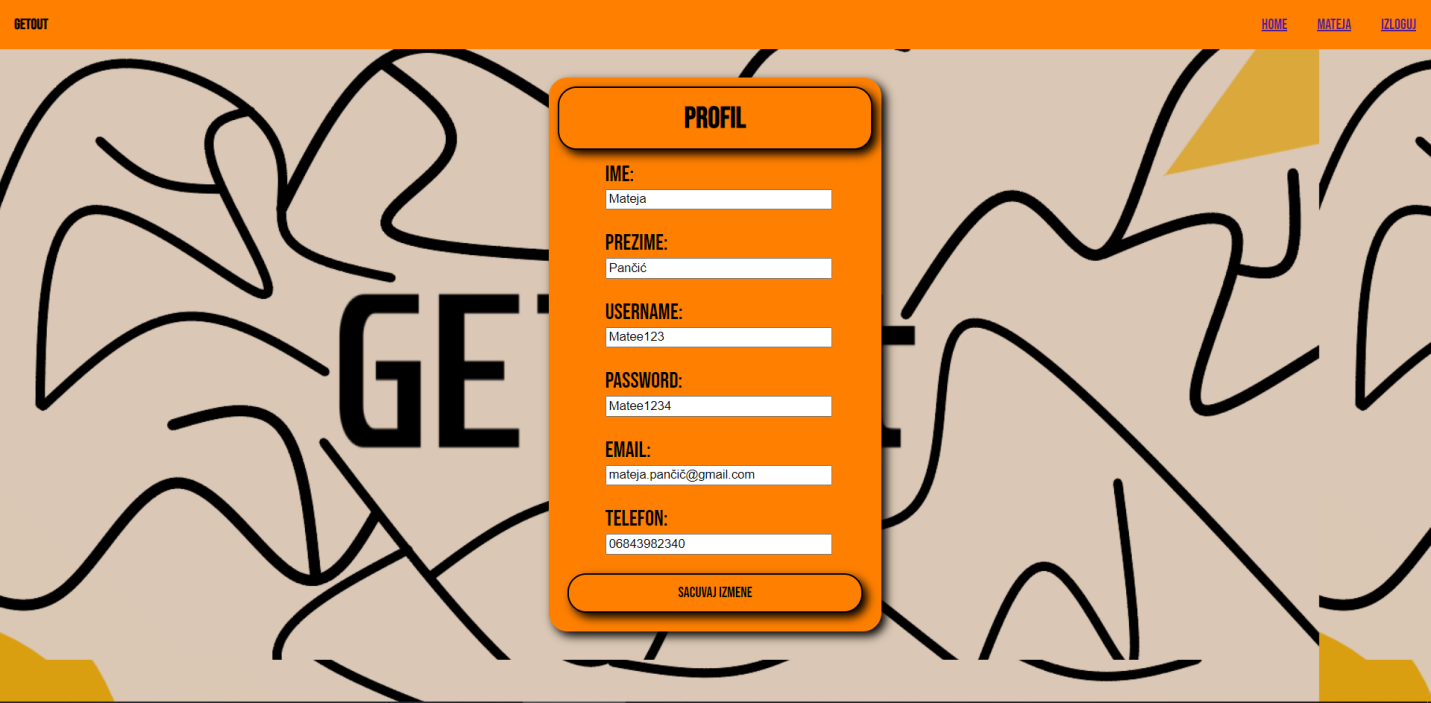 GETOUT
HOME MATEJA IZLOGUJ
PROFIL
IME:
Mateja
PREZIME:
Pančić
USERNAME:
Matee123
PASSWORD:
Matee1234
EMAIL:
mateja.pančič@gmail.com
TELEFON:
06843982340
SACUVAJ IZMENE
GE